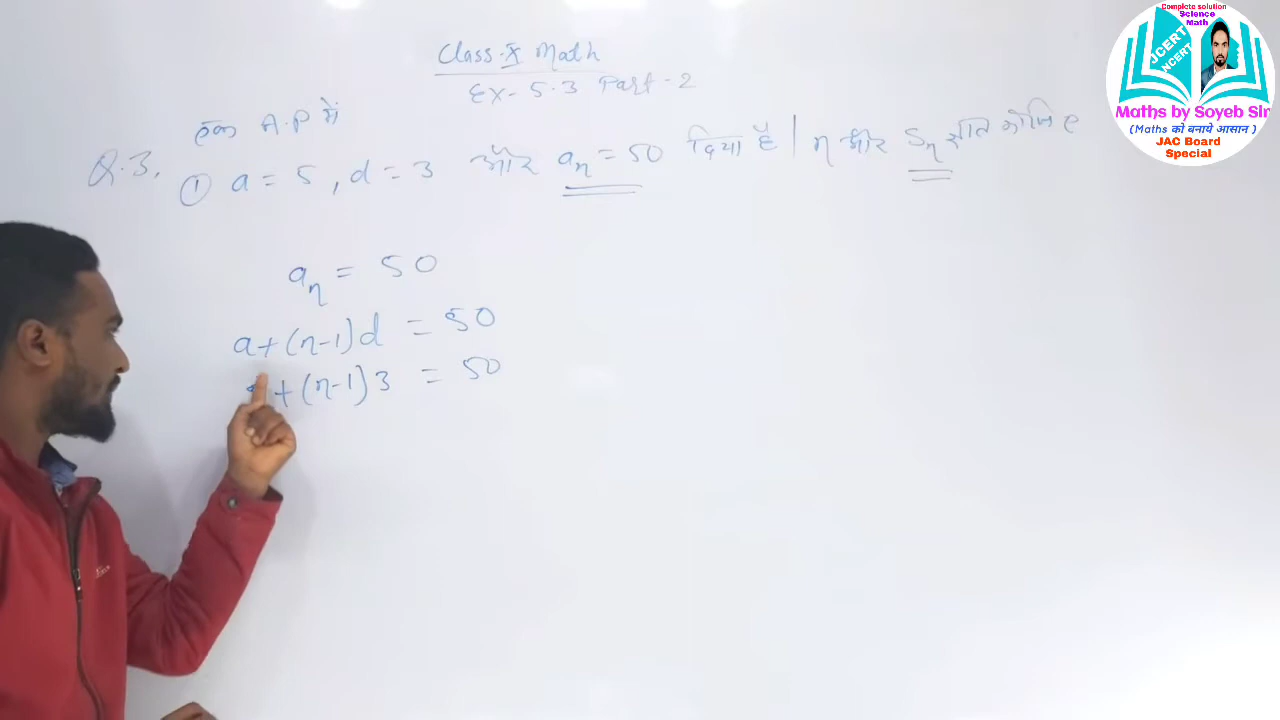 Class-X Math
Ex- 5.3 Part-2
एक A.P में
Q.3. ① a = 5 , d = 3 और aₙ = 50 दिया है | n और Sₙ ज्ञात कीजिए
aₙ = 50
a+(n-1)d = 50
+(n-1)3 = 50
Complete solution
Science
Math
JCERT
NCERT
Maths by Soyeb Sir
(Maths को बनाये आसान )
JAC Board
Special